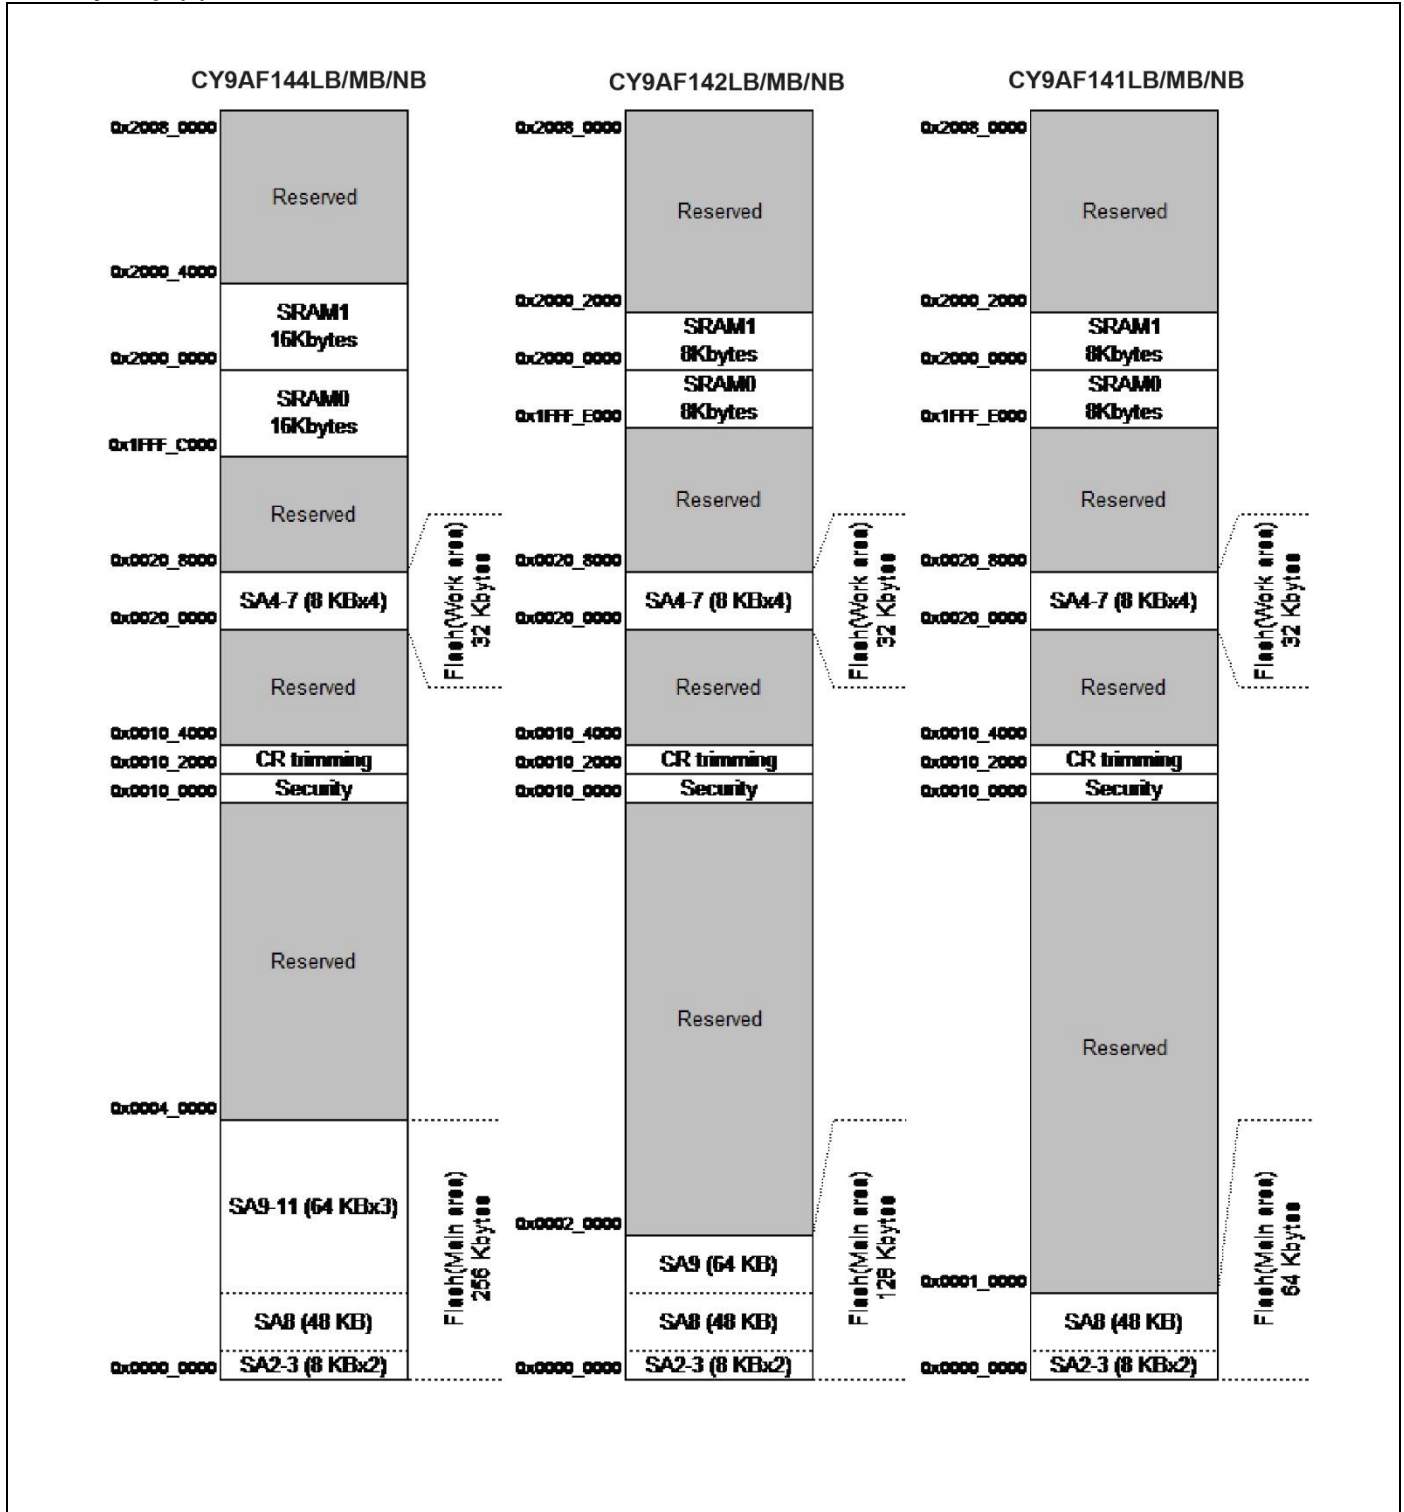 CY9AF144LB/MB/NB
0x2008_0000
Reserved
0x2000_4000
SRAM1
16Kbytes
0x2000_0000
SRAM0
16Kbytes
0x1FFF_C000
Reserved
0x0020_8000
SA4-7 (8 KBx4)
0x0020_0000
Flash(Work area)
32 Kbytes
Reserved
0x0010_4000
CR trimming
0x0010_2000
Security
0x0010_0000
Reserved
0x0004_0000
SA9-11 (64 KBx3)
Flash(Main area)
256 Kbytes
SA8 (48 KB)
SA2-3 (8 KBx2)
0x0000_0000
CY9AF142LB/MB/NB
0x2008_0000
Reserved
0x2000_2000
SRAM1
8Kbytes
0x2000_0000
SRAM0
8Kbytes
0x1FFF_E000
Reserved
0x0020_8000
SA4-7 (8 KBx4)
0x0020_0000
Flash(Work area)
32 Kbytes
Reserved
0x0010_4000
CR trimming
0x0010_2000
Security
0x0010_0000
Reserved
0x0002_0000
SA9 (64 KB)
Flash(Main area)
128 Kbytes
SA8 (48 KB)
SA2-3 (8 KBx2)
0x0000_0000
CY9AF141LB/MB/NB
0x2008_0000
Reserved
0x2000_2000
SRAM1
8Kbytes
0x2000_0000
SRAM0
8Kbytes
0x1FFF_E000
Reserved
0x0020_8000
SA4-7 (8 KBx4)
0x0020_0000
Flash(Work area)
32 Kbytes
Reserved
0x0010_4000
CR trimming
0x0010_2000
Security
0x0010_0000
Reserved
0x0001_0000
Flash(Main area)
64 Kbytes
SA8 (48 KB)
SA2-3 (8 KBx2)
0x0000_0000